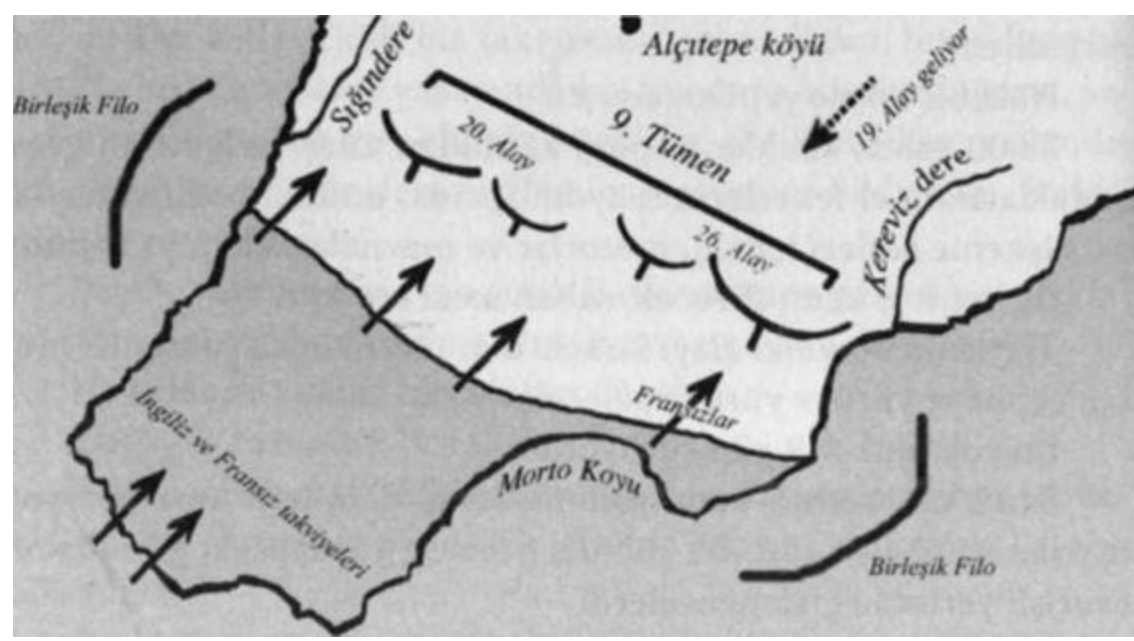 Alçıtepe köyü
Sığındere
Birleşik Filo
20. Alay
9. Tümen
19. Alay geliyor
Kereviz dere
26. Alay
Fransızlar
İngiliz ve Fransız takviyeleri
Morto Koyu
Birleşik Filo